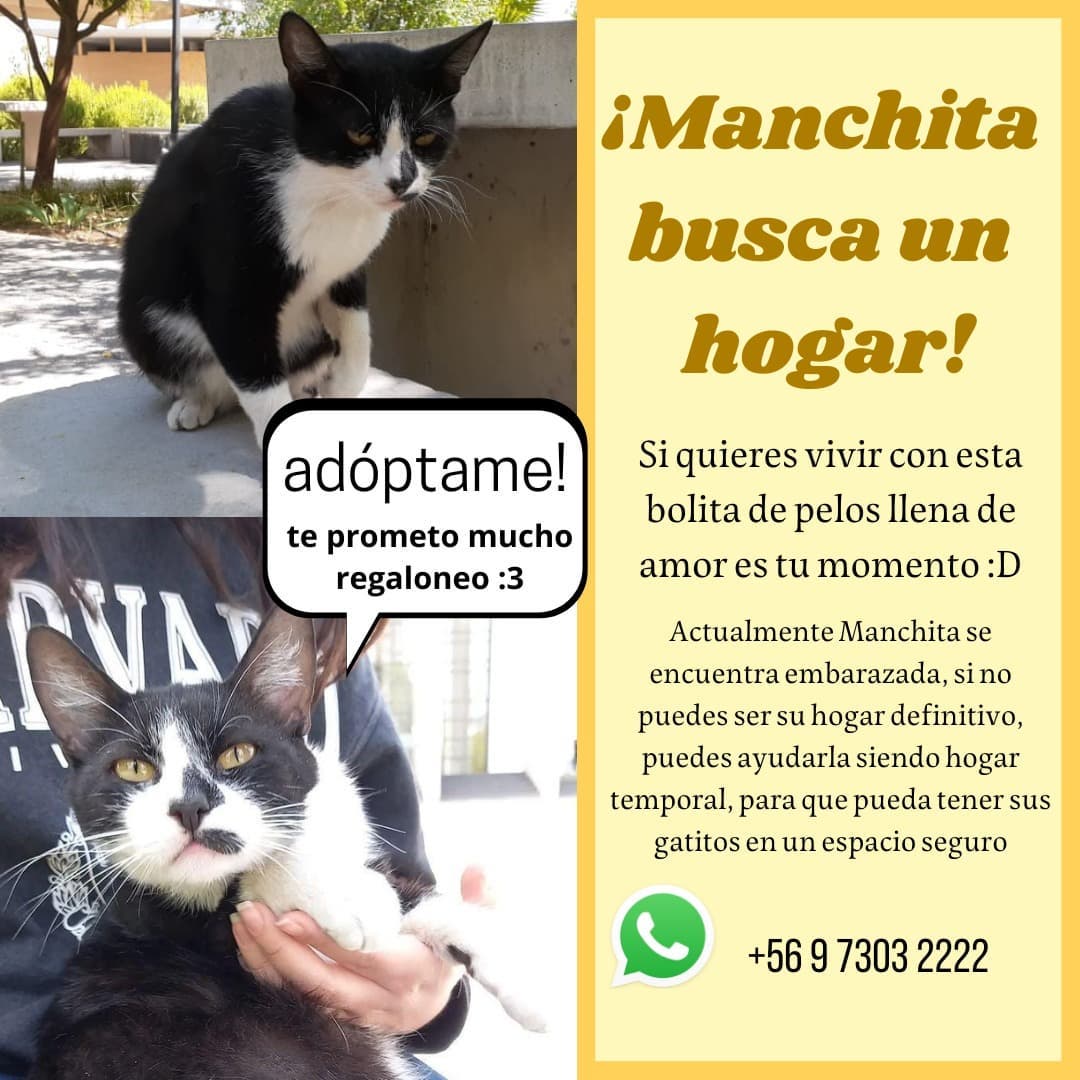 ¡Manchita
busca un
hogar!
adóptame!
te prometo mucho
regaloneo :3
Si quieres vivir con esta
bolita de pelos llena de
amor es tu momento :D
Actualmente Manchita se
encuentra embarazada, si no
puedes ser su hogar definitivo,
puedes ayudarla siendo hogar
temporal, para que pueda tener sus
gatitos en un espacio seguro
+56 9 7303 2222